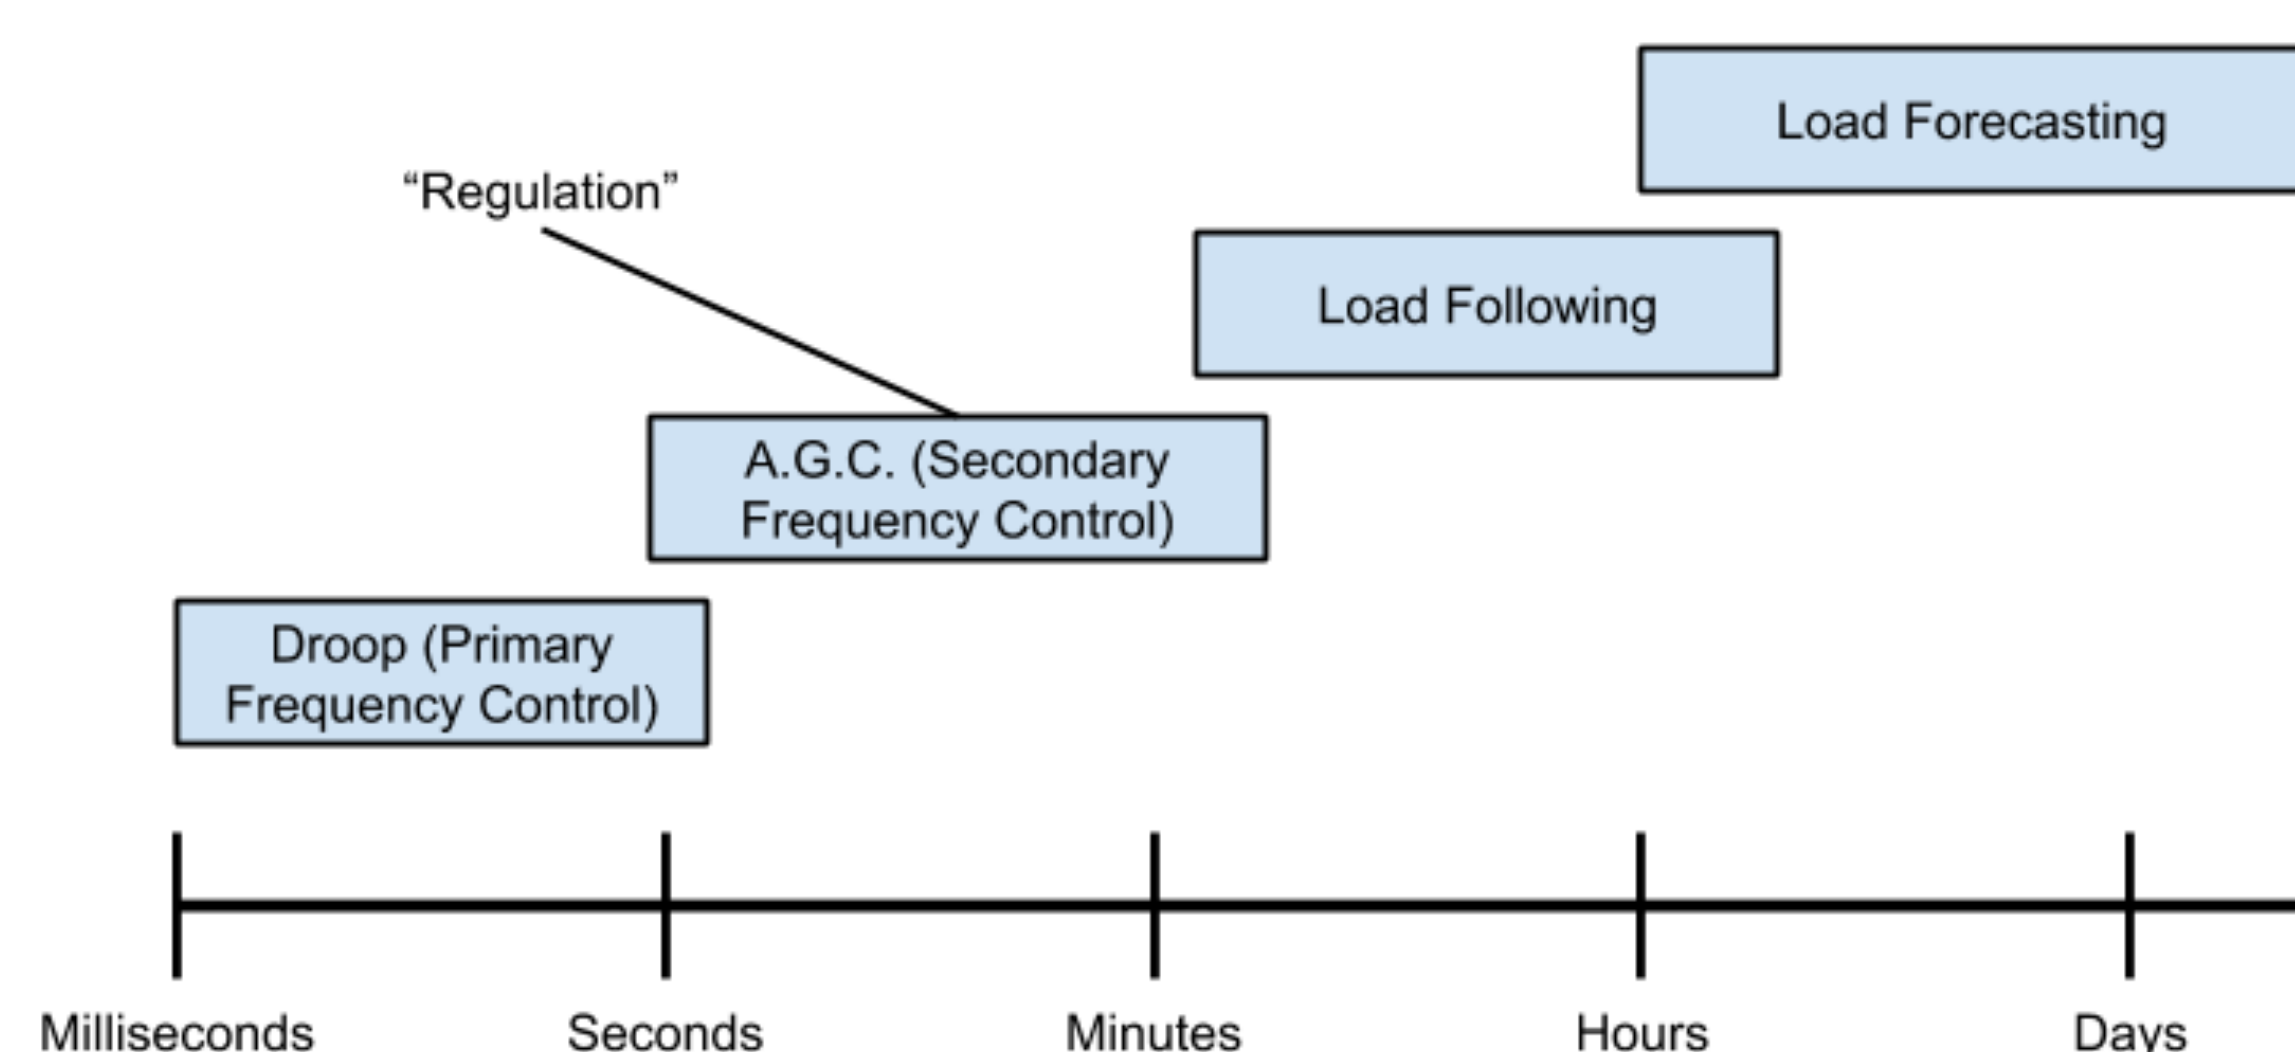 Load Forecasting
“Regulation”
Load Following
A.G.C. (Secondary
Frequency Control)
Droop (Primary
Frequency Control)
Milliseconds
Seconds
Minutes
Hours
Days